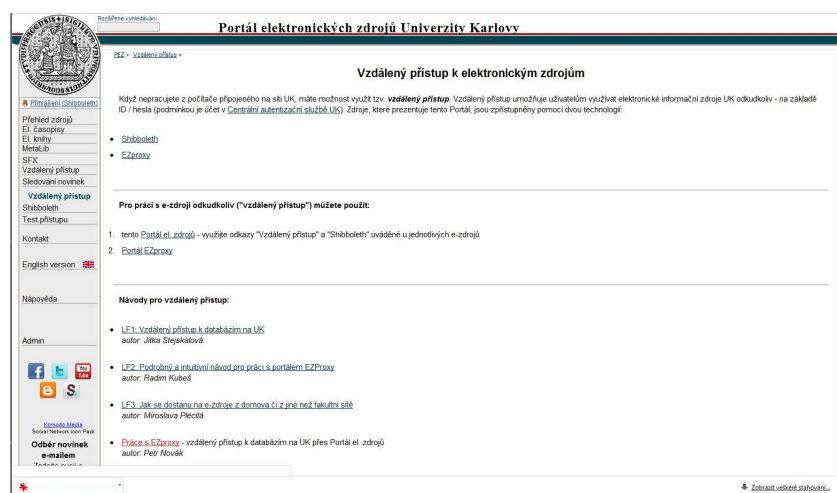 Rozšířené vyhledávání
Portál elektronických zdrojů Univerzity Karlovy
PEZ > Vzdálený přístup >
Vzdálený přístup k elektronickým zdrojům
Přihlášení (Shibboleth)
Přehled zdrojů
El. časopisy
El. knihy
MetaLib
SFX
Vzdálený přístup
Sledování novinek
Vzdálený přístup
Shibboleth
Test přístupu
Kontakt
English version
Nápověda
Admin
Komodo Media
Social Network Icon Pack
Odběr novinek
e-mailem
Když nepracujete z počítače připojeného na síti UK, máte možnost využít tzv. vzdálený přístup. Vzdálený přístup umožňuje uživatelům využívat elektronické informační zdroje UK odkudkoliv - na základě
ID / hesla (podmínkou je účet v Centrální autentizační službě UK). Zdroje, které prezentuje tento Portál, jsou zpřístupněny pomocí dvou technologií:
• Shibboleth
• EZproxy
Pro práci s e-zdroji odkudkoliv ("vzdálený přístup") můžete použít:
1. tento Portál el. zdrojů - využijte odkazy "Vzdálený přístup" a "Shibboleth" uváděné u jednotlivých e-zdrojů
2. Portál EZproxy
Návody pro vzdálený přístup:
• LF1: Vzdálený přístup k databázím na UK
autor: Jitka Stejskalová
• LF2: Podrobný a intuitivní návod pro práci s portálem EZProxy
autor: Radim Kubeš
• LF3: Jak se dostanu na e-zdroje z domova či z jiné než fakultní sítě
autor: Miroslava Plecitá
• Práce s EZproxy - vzdálený přístup k databázím na UK přes Portál el. zdrojů
autor: Petr Novák
Zobrazit veškeré stahování...